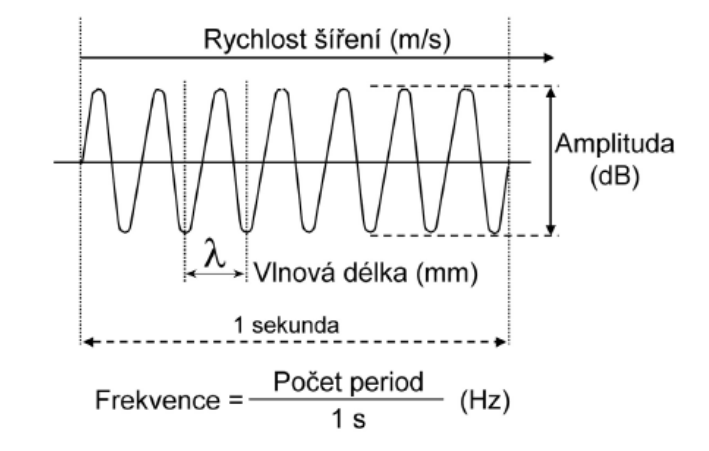 Rychlost šíření (m/s)
Amplituda
(dB)
λ
Vlnová délka (mm)
1 sekunda
Počet period
Frekvence = (Hz)
1 s